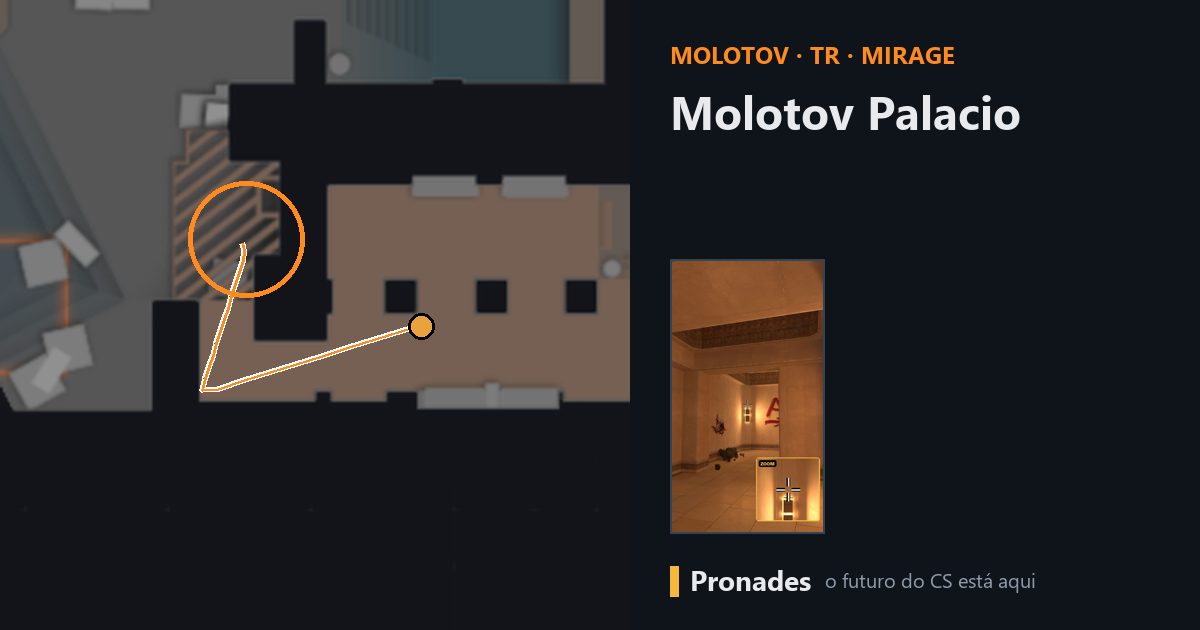 MOLOTOV · TR · MIRAGE
Molotov Palacio
A
ZOOM
Pronades o futuro do CS está aqui